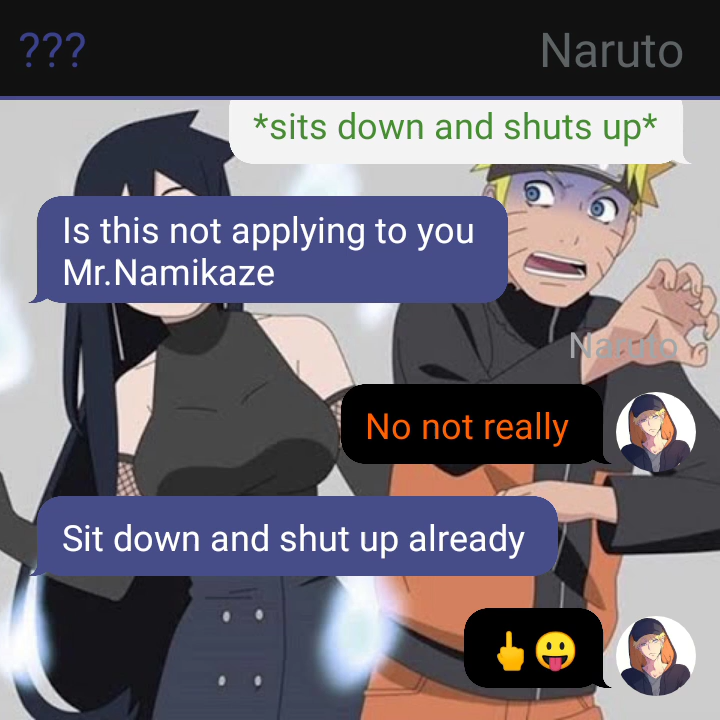 ???
Naruto
*sits down and shuts up*
Is this not applying to you
Mr.Namikaze
Naruto
No not really
Sit down and shut up already
🖕😛